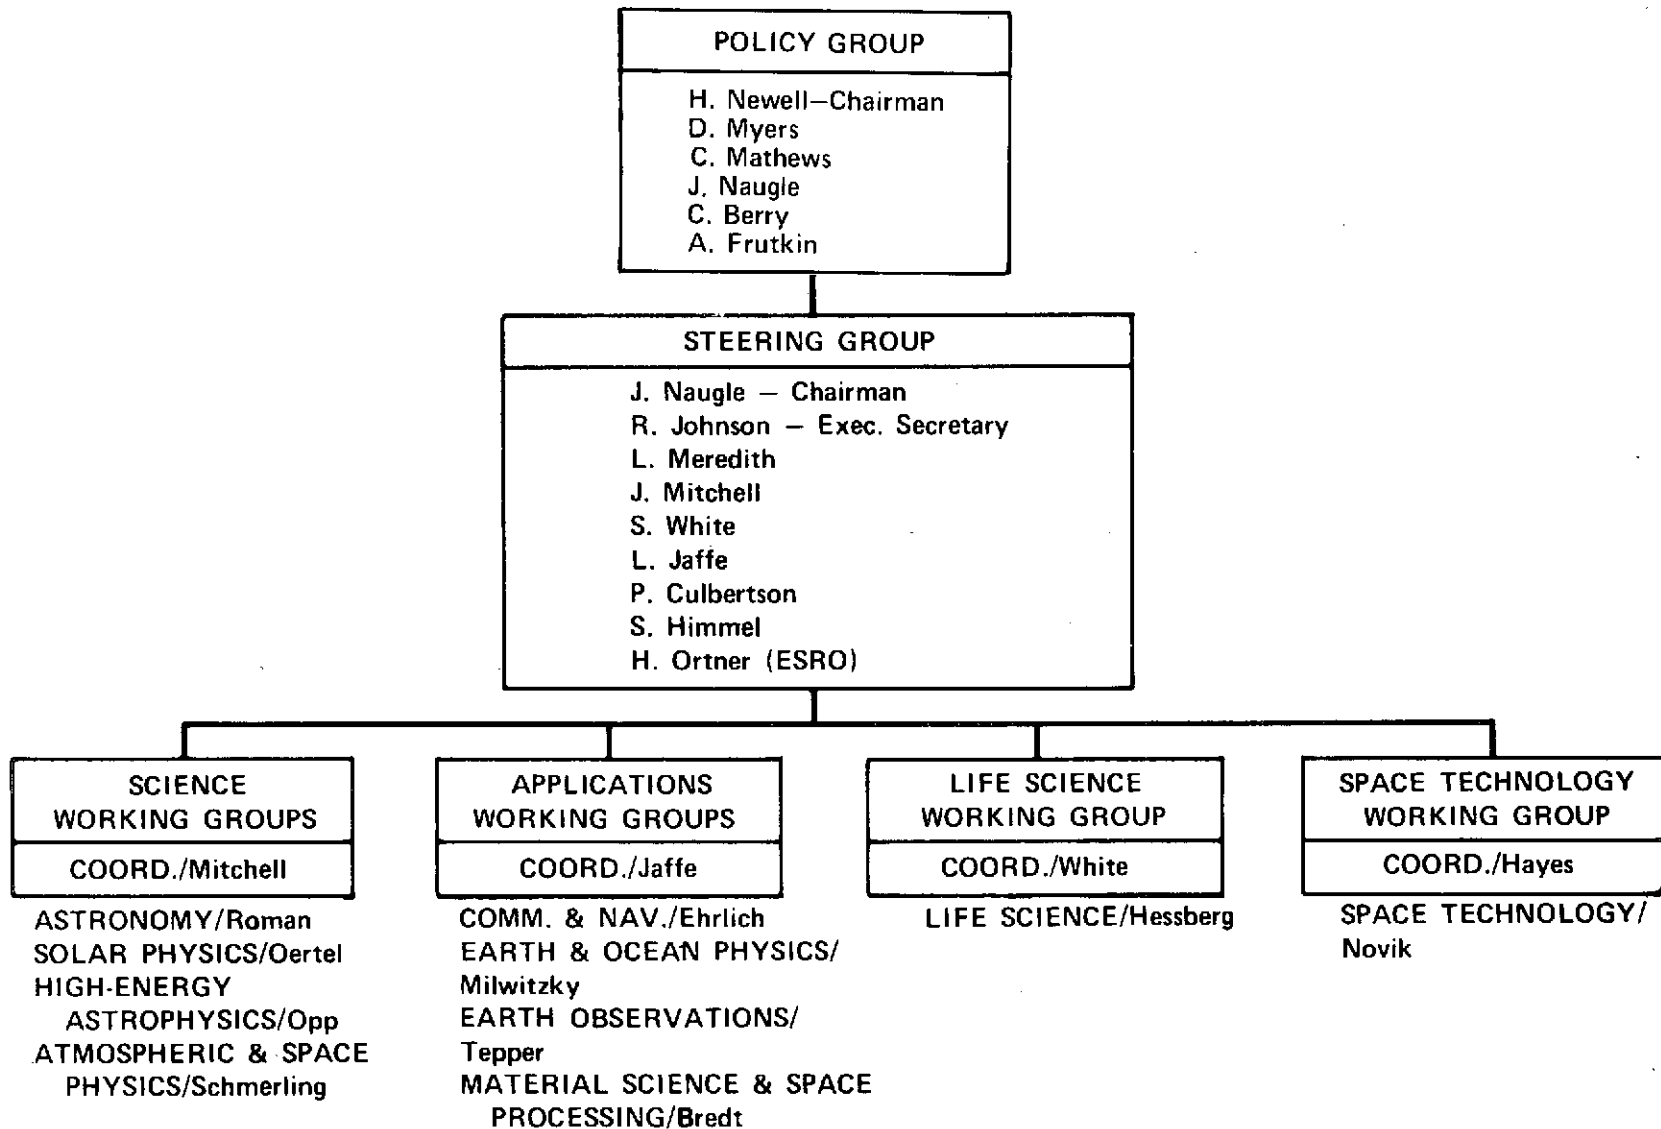 POLICY GROUP
H. Newell—Chairman
D. Myers
C. Mathews
J. Naugle
C. Berry
A. Frutkin
STEERING GROUP
J. Naugle — Chairman
R. Johnson — Exec. Secretary
L. Meredith
J. Mitchell
S. White
L. Jaffe
P. Culbertson
S. Himmel
H. Ortner (ESRO)
SCIENCE
WORKING GROUPS
COORD./Mitchell
ASTRONOMY/Roman
SOLAR PHYSICS/Oertel
HIGH-ENERGY
ASTROPHYSICS/Opp
ATMOSPHERIC & SPACE
PHYSICS/Schmerling
APPLICATIONS
WORKING GROUPS
COORD./Jaffe
COMM. & NAV./Ehrlich
EARTH & OCEAN PHYSICS/
Milwitzky
EARTH OBSERVATIONS/
Tepper
MATERIAL SCIENCE & SPACE
PROCESSING/Bredt
LIFE SCIENCE
WORKING GROUP
COORD./White
LIFE SCIENCE/Hessberg
SPACE TECHNOLOGY
WORKING GROUP
COORD./Hayes
SPACE TECHNOLOGY/
Novik